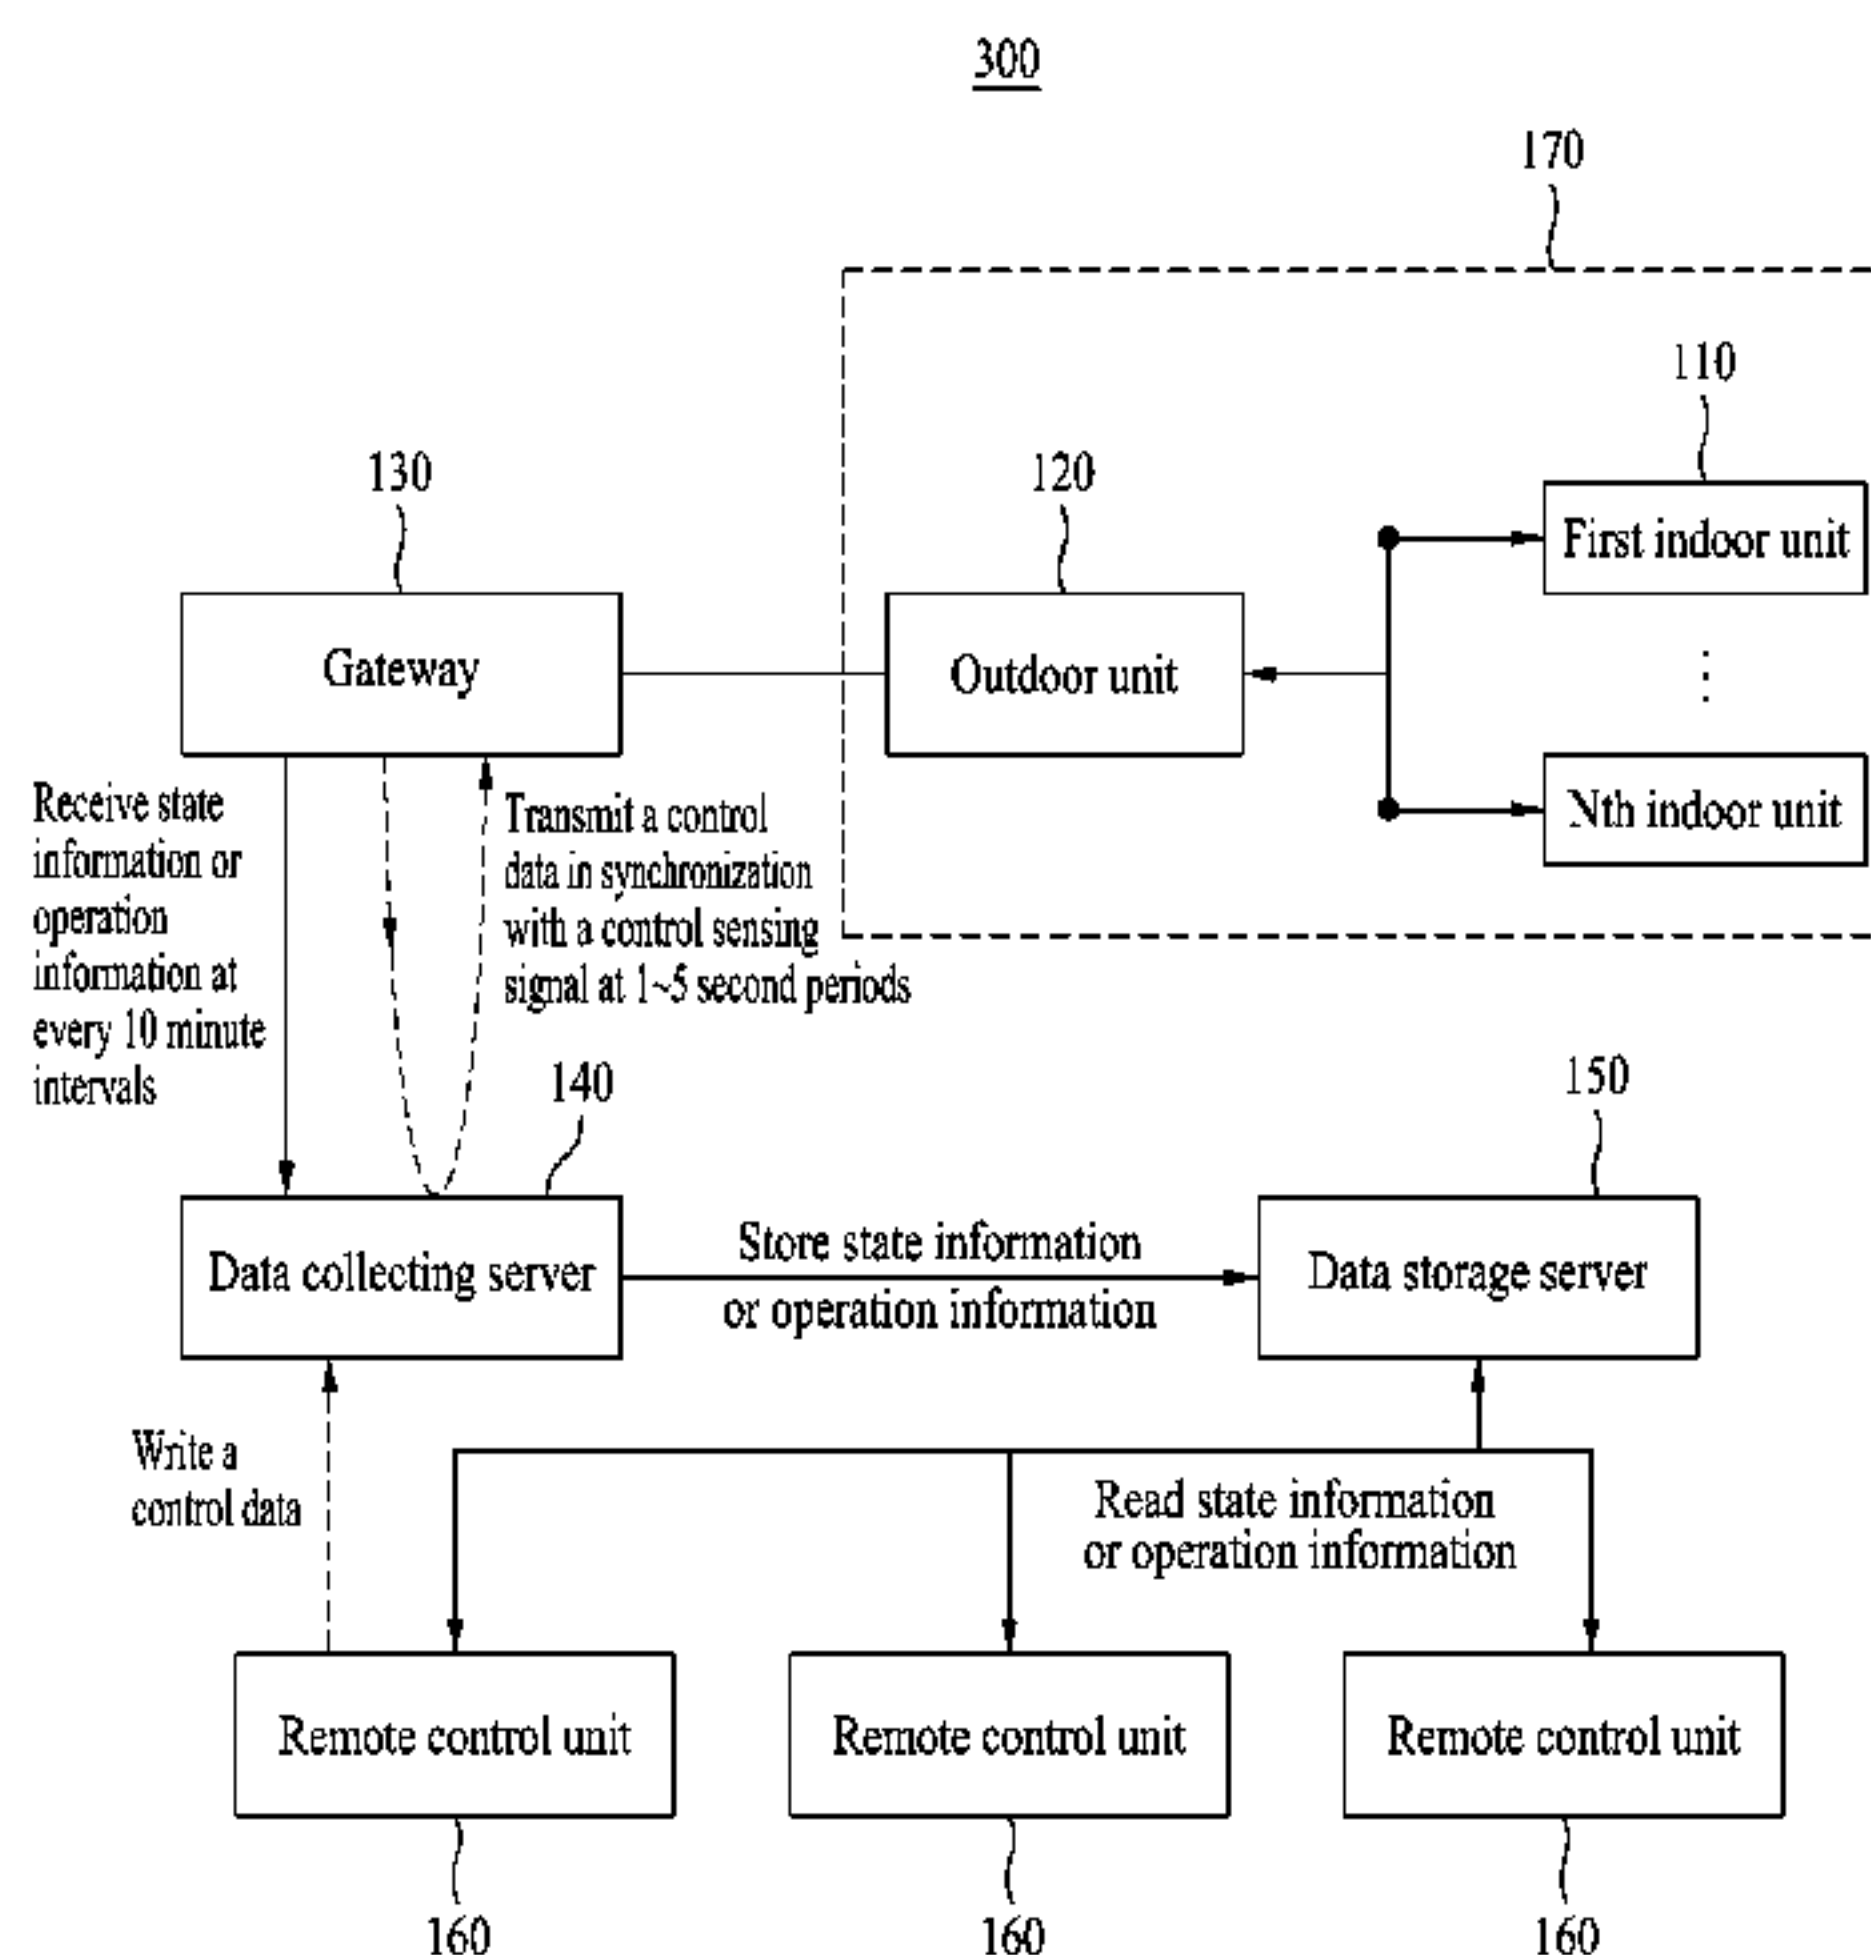 300
170
110
130
120
First indoor unit
Gateway
Outdoor unit
Nth indoor unit
Receive state
information or
operation
information at
every 10 minute
intervals
Transmit a control
data in synchronization
with a control sensing
signal at 1~5 second periods
140
150
Data collecting server
Store state information
or operation information
Data storage server
Write a
control data
Read state information
or operation information
Remote control unit
Remote control unit
Remote control unit
160
160
160